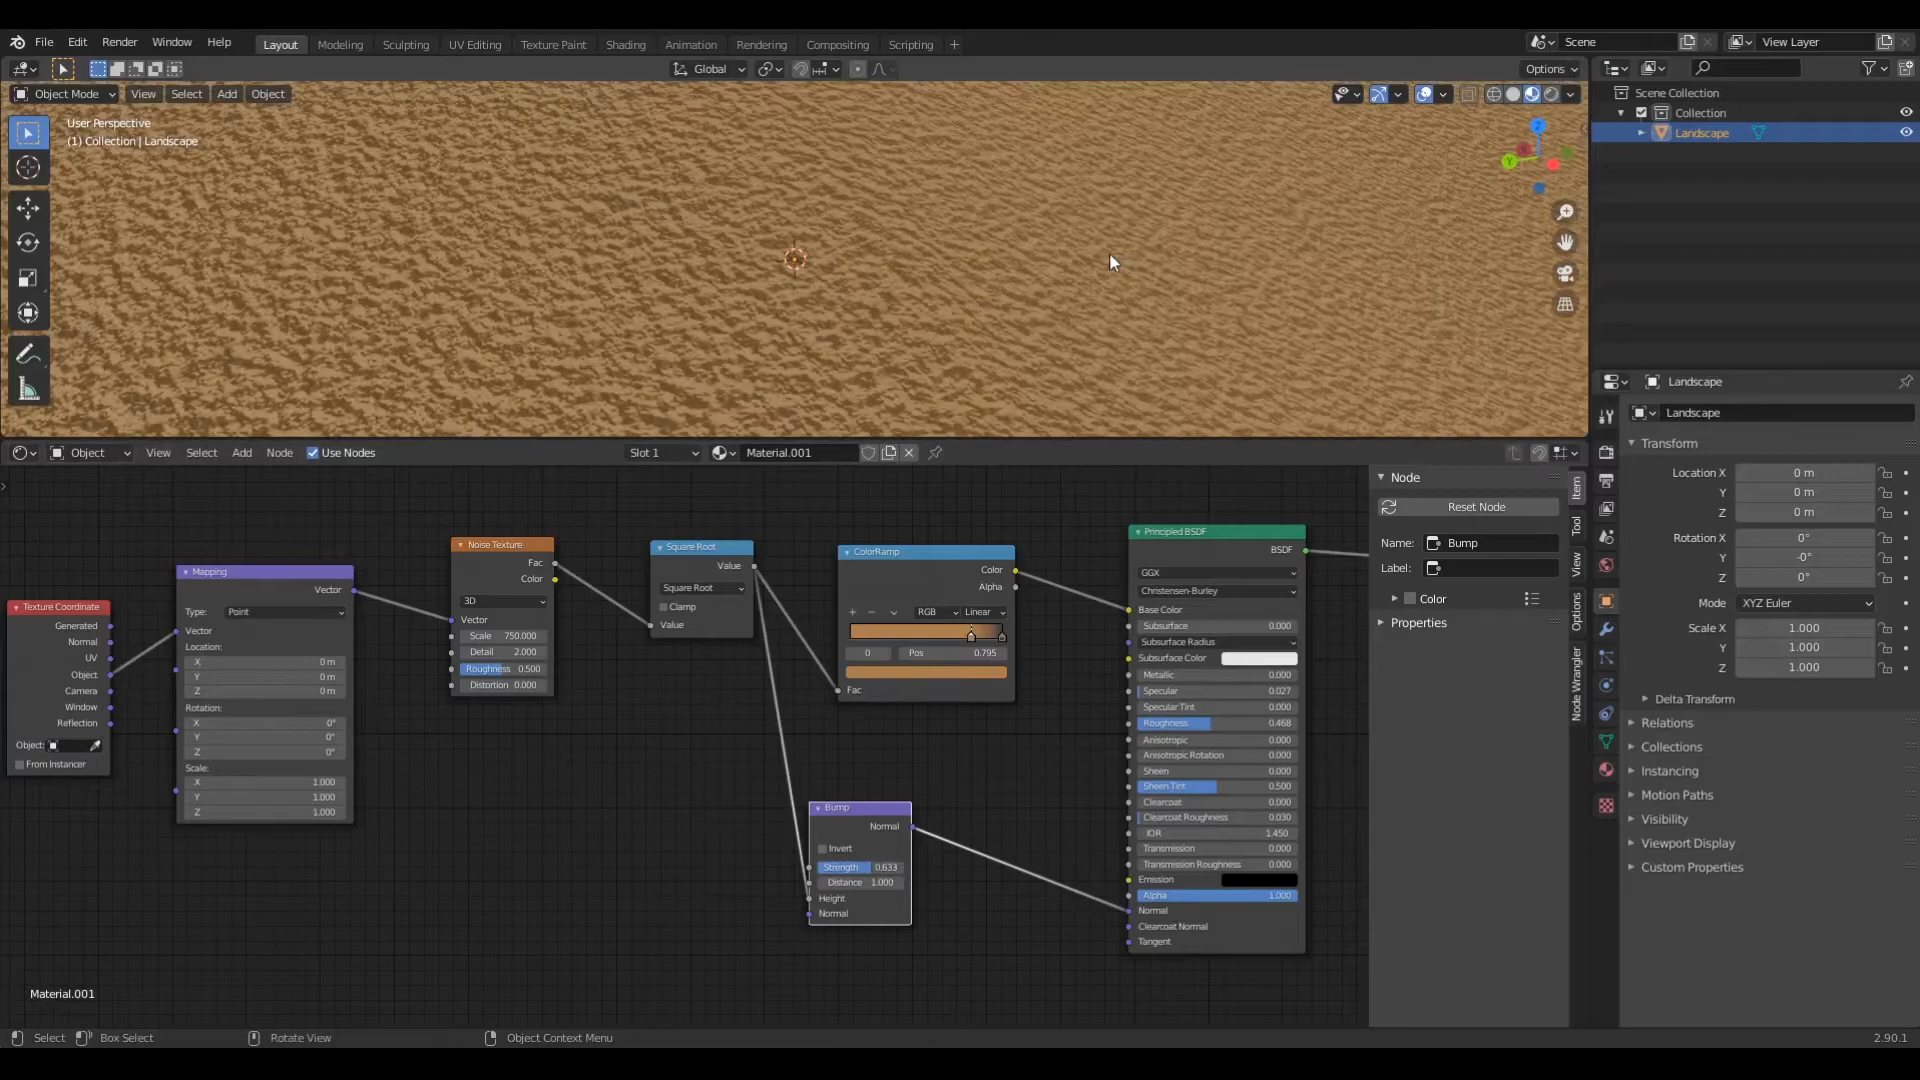 File Edit Render Window Help
Layout Modeling Sculpting UV Editing Texture Paint Shading Animation Rendering Compositing Scripting +
Scene
View Layer
Global
Options
Object Mode View Select Add Object
User Perspective
(1) Collection | Landscape
Z
Y
Scene Collection
Collection
Landscape
Landscape
Landscape
Transform
Location X 0 m
Y 0 m
Z 0 m
Rotation X 0°
Y -0°
Z 0°
Mode XYZ Euler
Scale X 1.000
Y 1.000
Z 1.000
Delta Transform
Relations
Collections
Instancing
Motion Paths
Visibility
Viewport Display
Custom Properties
Object View Select Add Node Use Nodes
Slot 1
Material.001
Texture Coordinate
Generated
Normal
UV
Object
Camera
Window
Reflection
Object:
From Instancer
Mapping
Vector
Type: Point
Vector
Location:
X 0 m
Y 0 m
Z 0 m
Rotation:
X 0°
Y 0°
Z 0°
Scale:
X 1.000
Y 1.000
Z 1.000
Noise Texture
Fac
Color
3D
Vector
Scale 750.000
Detail 2.000
Roughness 0.500
Distortion 0.000
Square Root
Value
Square Root
Clamp
Value
ColorRamp
Color
Alpha
+ − RGB Linear
0 Pos 0.795
Fac
Bump
Normal
Invert
Strength 0.633
Distance 1.000
Height
Normal
Principled BSDF
BSDF
GGX
Christensen-Burley
Base Color
Subsurface 0.000
Subsurface Radius
Subsurface Color
Metallic 0.000
Specular 0.027
Specular Tint 0.000
Roughness 0.468
Anisotropic 0.000
Anisotropic Rotation 0.000
Sheen 0.000
Sheen Tint 0.500
Clearcoat 0.000
Clearcoat Roughness 0.030
IOR 1.450
Transmission 0.000
Transmission Roughness 0.000
Emission
Alpha 1.000
Normal
Clearcoat Normal
Tangent
Node
Reset Node
Name: Bump
Label:
Color
Properties
Item
Tool
View
Options
Node Wrangler
Material.001
Select Box Select Rotate View Object Context Menu
2.90.1